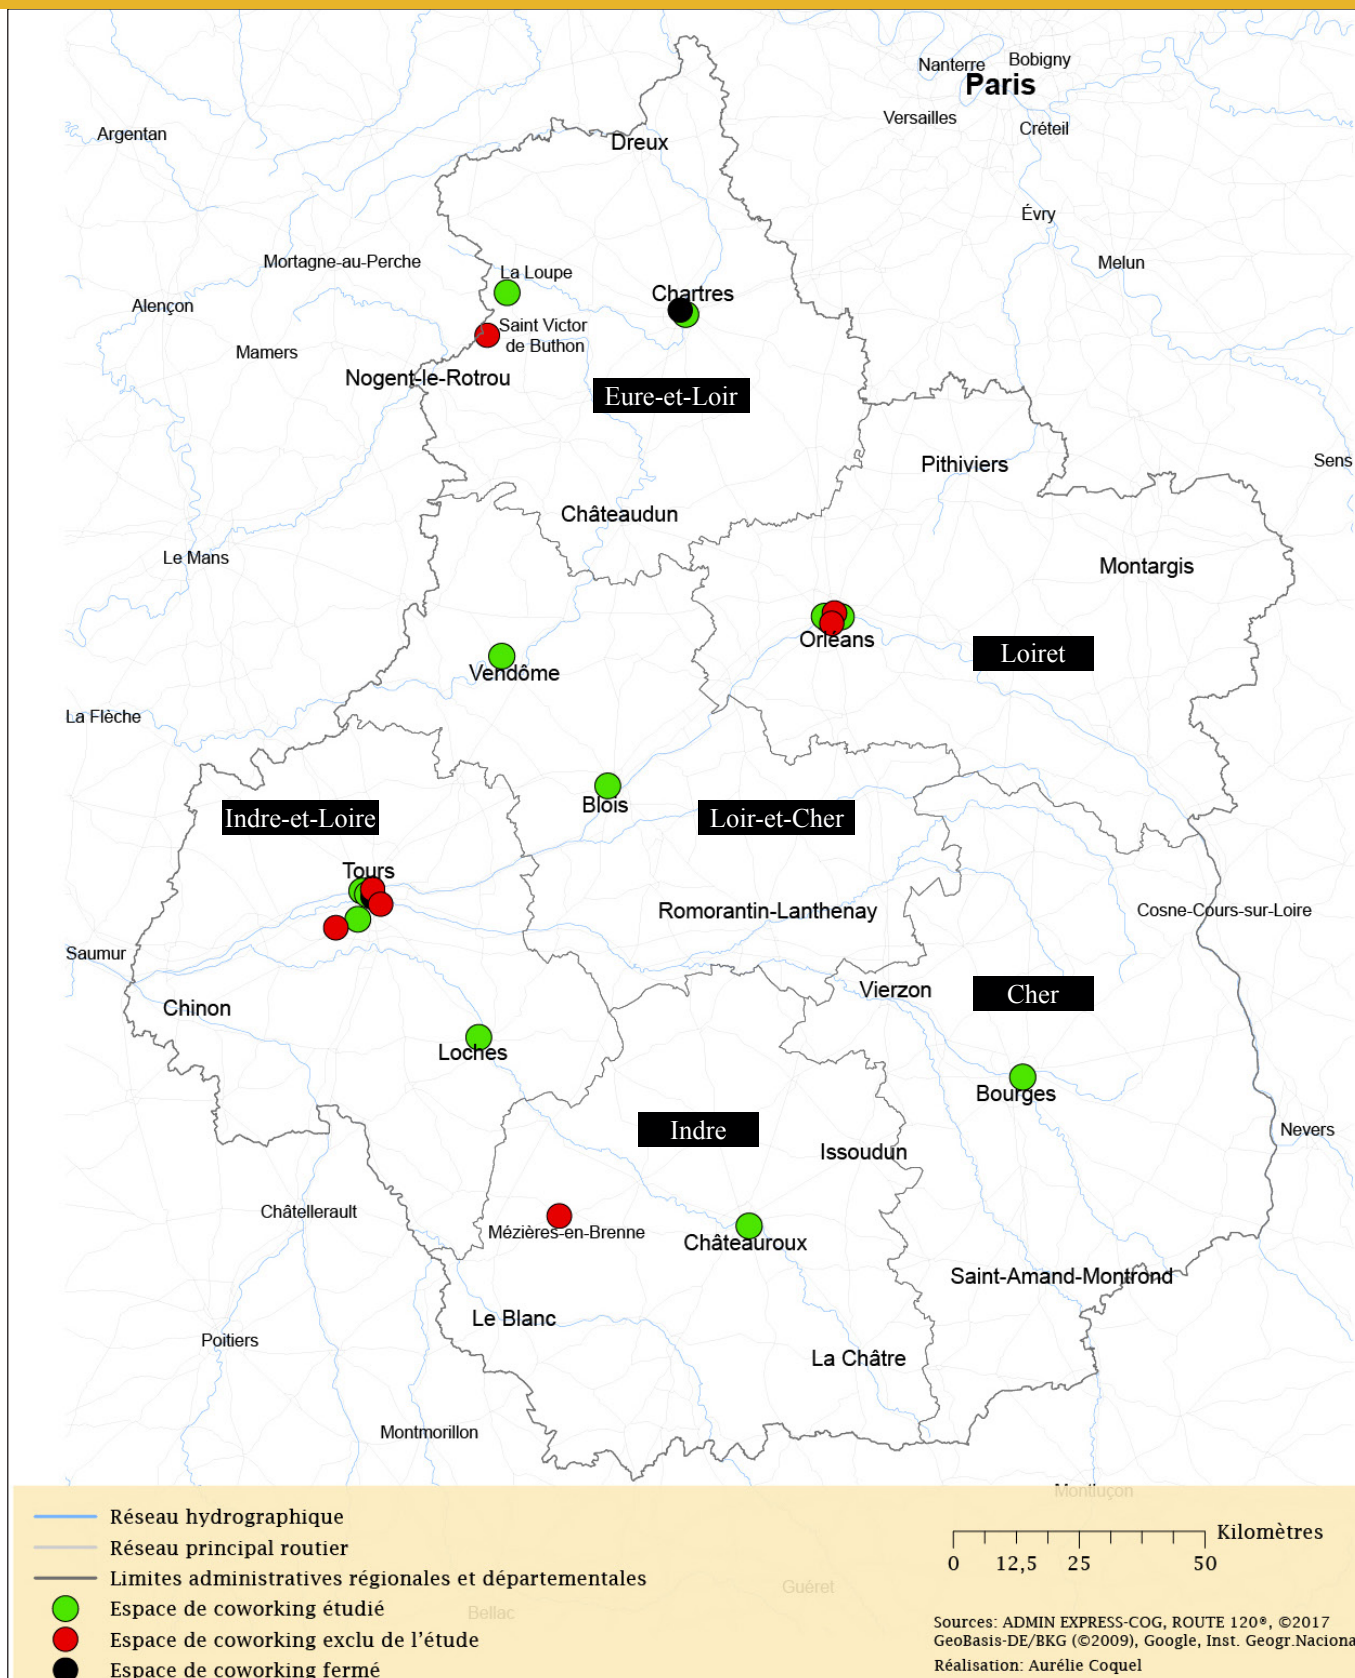 Nanterre
Bobigny
Paris
Versailles
Créteil
Argentan
Dreux
Évry
Melun
Mortagne-au-Perche
La Loupe
Alençon
Chartres
Saint Victor
de Buthon
Mamers
Nogent-le-Rotrou
Eure-et-Loir
Pithiviers
Sens
Châteaudun
Le Mans
Montargis
Orléans
Loiret
Vendôme
La Flèche
Blois
Indre-et-Loire
Loir-et-Cher
Tours
Romorantin-Lanthenay
Cosne-Cours-sur-Loire
Saumur
Vierzon
Cher
Chinon
Loches
Bourges
Indre
Issoudun
Nevers
Châtellerault
Mézières-en-Brenne
Châteauroux
Saint-Amand-Montrond
Le Blanc
Poitiers
La Châtre
Montmorillon
Montluçon
Réseau hydrographique
Réseau principal routier
Limites administratives régionales et départementales
Espace de coworking étudié
Espace de coworking exclu de l'étude
Espace de coworking fermé
Guéret
Bellac
Kilomètres
0 12,5 25 50
Sources: ADMIN EXPRESS-COG, ROUTE 120®, ©2017
GeoBasis-DE/BKG (©2009), Google, Inst. Geogr.Naciona
Réalisation: Aurélie Coquel